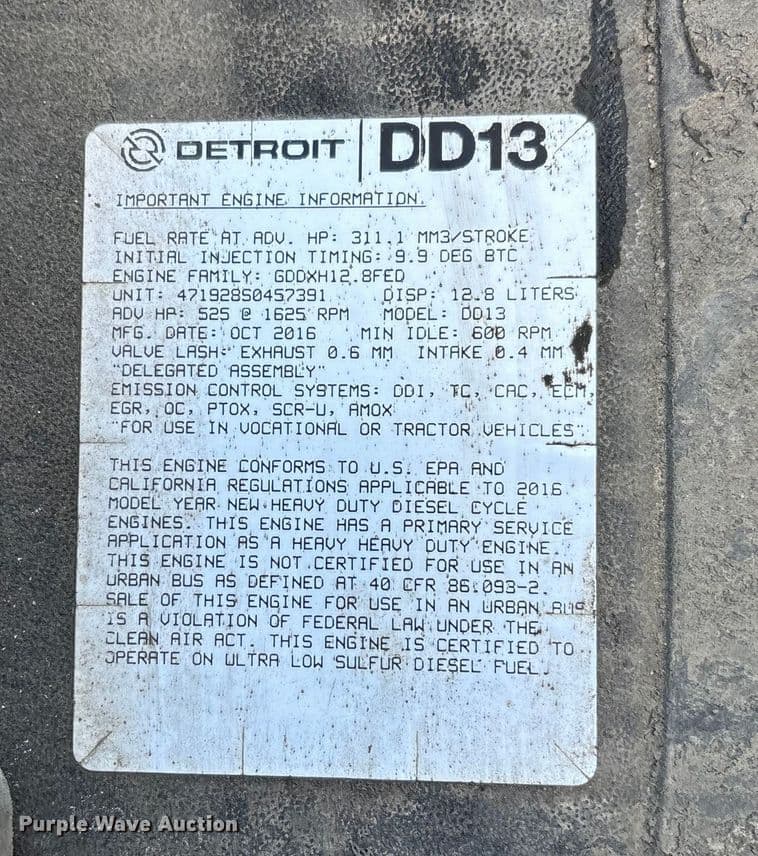 DETROIT DD13
IMPORTANT ENGINE INFORMATION.
FUEL RATE AT ADV. HP: 311.1 MM3/STROKE
INITIAL INJECTION TIMING: 9.9 DEG BTC
ENGINE FAMILY: GDDXH12.8FED
UNIT: 471928S0457391 DISP: 12.8 LITERS
ADV HP: 525 @ 1625 RPM MODEL: DD13
MFG. DATE: OCT 2016 MIN IDLE: 600 RPM
VALVE LASH: EXHAUST 0.6 MM INTAKE 0.4 MM
"DELEGATED ASSEMBLY"
EMISSION CONTROL SYSTEMS: DDI, TC, CAC, ECM,
EGR, OC, PTOX, SCR-U, AMOX
"FOR USE IN VOCATIONAL OR TRACTOR VEHICLES"
THIS ENGINE CONFORMS TO U.S. EPA AND
CALIFORNIA REGULATIONS APPLICABLE TO 2016
MODEL YEAR NEW HEAVY DUTY DIESEL CYCLE
ENGINES. THIS ENGINE HAS A PRIMARY SERVICE
APPLICATION AS A HEAVY HEAVY DUTY ENGINE.
THIS ENGINE IS NOT CERTIFIED FOR USE IN AN
URBAN BUS AS DEFINED AT 40 CFR 86.093-2.
SALE OF THIS ENGINE FOR USE IN AN URBAN BUS
IS A VIOLATION OF FEDERAL LAW UNDER THE
CLEAN AIR ACT. THIS ENGINE IS CERTIFIED TO
OPERATE ON ULTRA LOW SULFUR DIESEL FUEL.
Purple Wave Auction